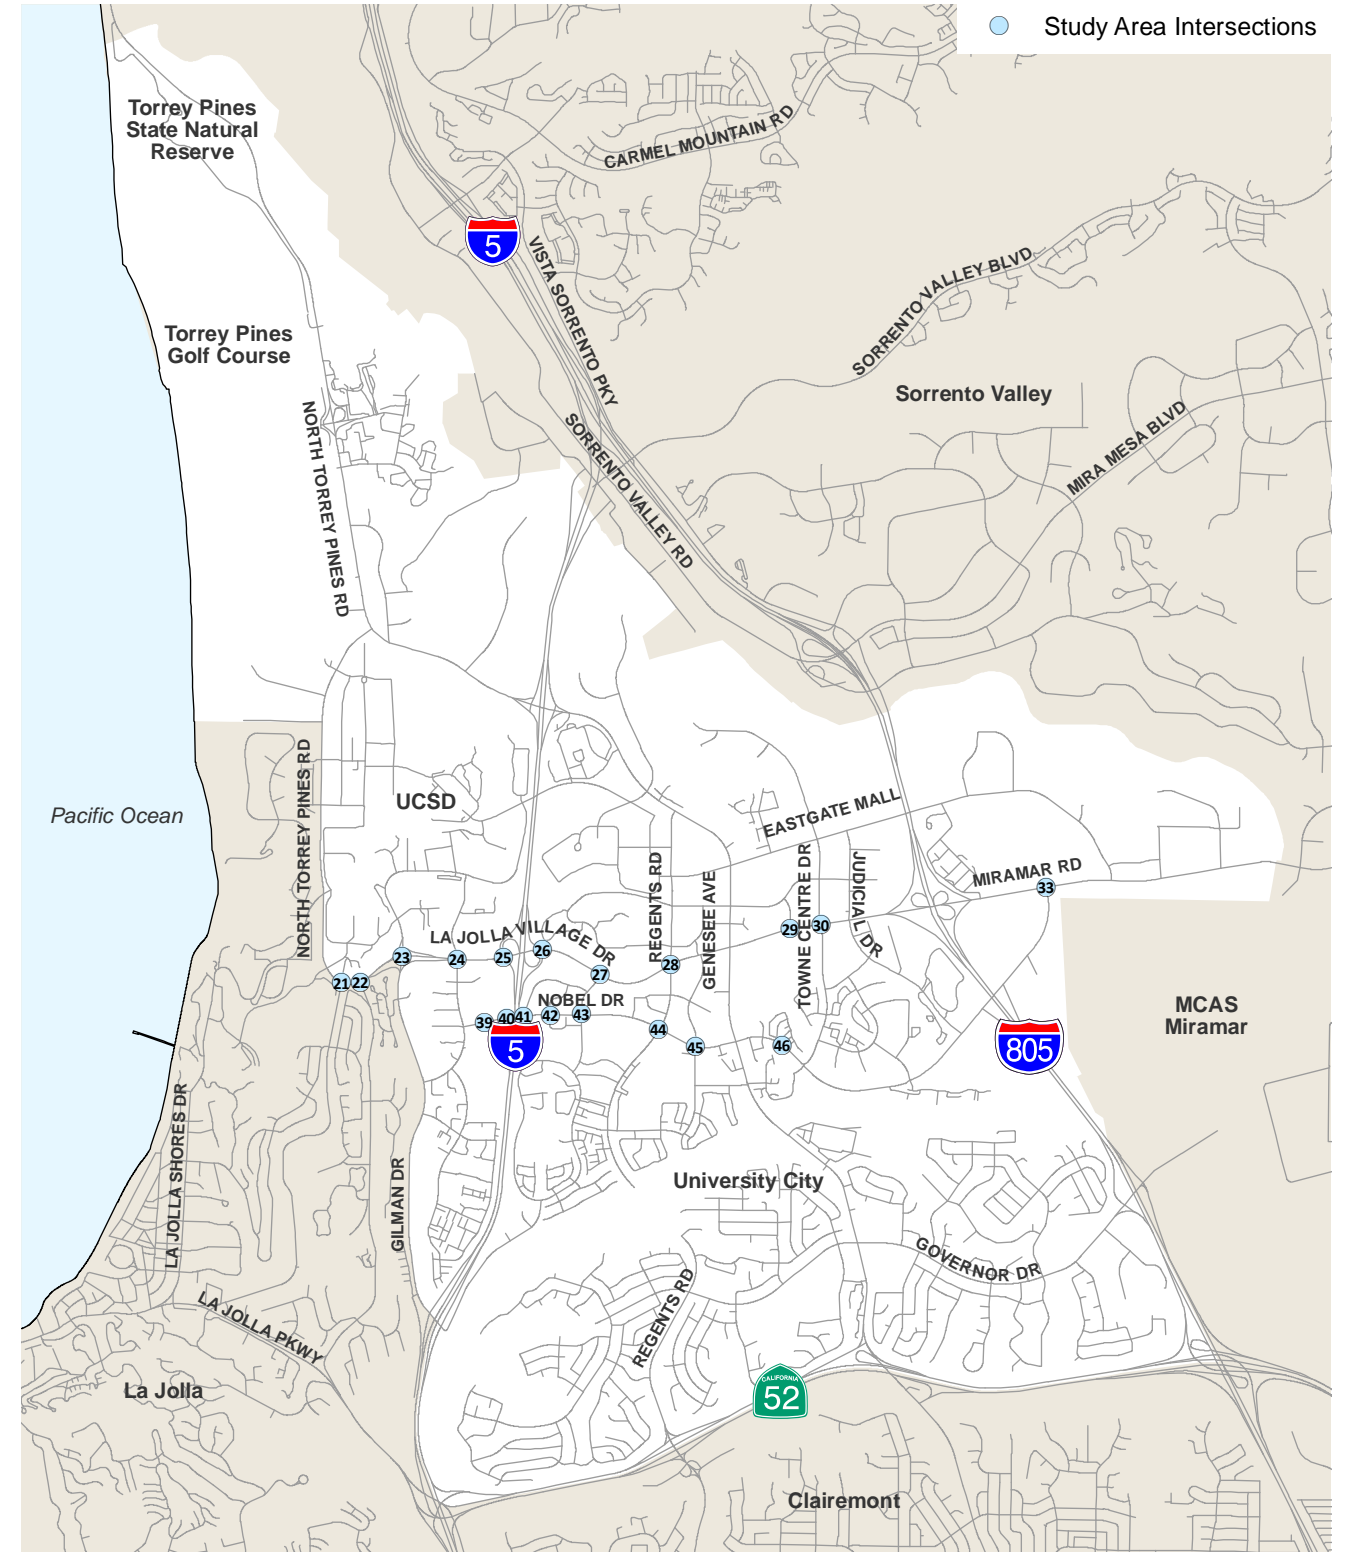 Study Area Intersections
Torrey Pines
State Natural
Reserve
CARMEL MOUNTAIN RD
5
VISTA SORRENTO PKY
SORRENTO VALLEY BLVD
Torrey Pines
Golf Course
Sorrento Valley
NORTH TORREY PINES RD
SORRENTO VALLEY RD
MIRA MESA BLVD
NORTH TORREY PINES RD
UCSD
Pacific Ocean
EASTGATE MALL
REGENTS RD
GENESEE AVE
TOWNE CENTRE DR
JUDICIAL DR
MIRAMAR RD
33
LA JOLLA VILLAGE DR
21
22
23
24
25
26
27
28
29
30
NOBEL DR
39
40
41
42
43
44
45
46
5
805
MCAS
Miramar
LA JOLLA SHORES DR
GILMAN DR
University City
GOVERNOR DR
REGENTS RD
LA JOLLA PKWY
La Jolla
CALIFORNIA
52
Clairemont